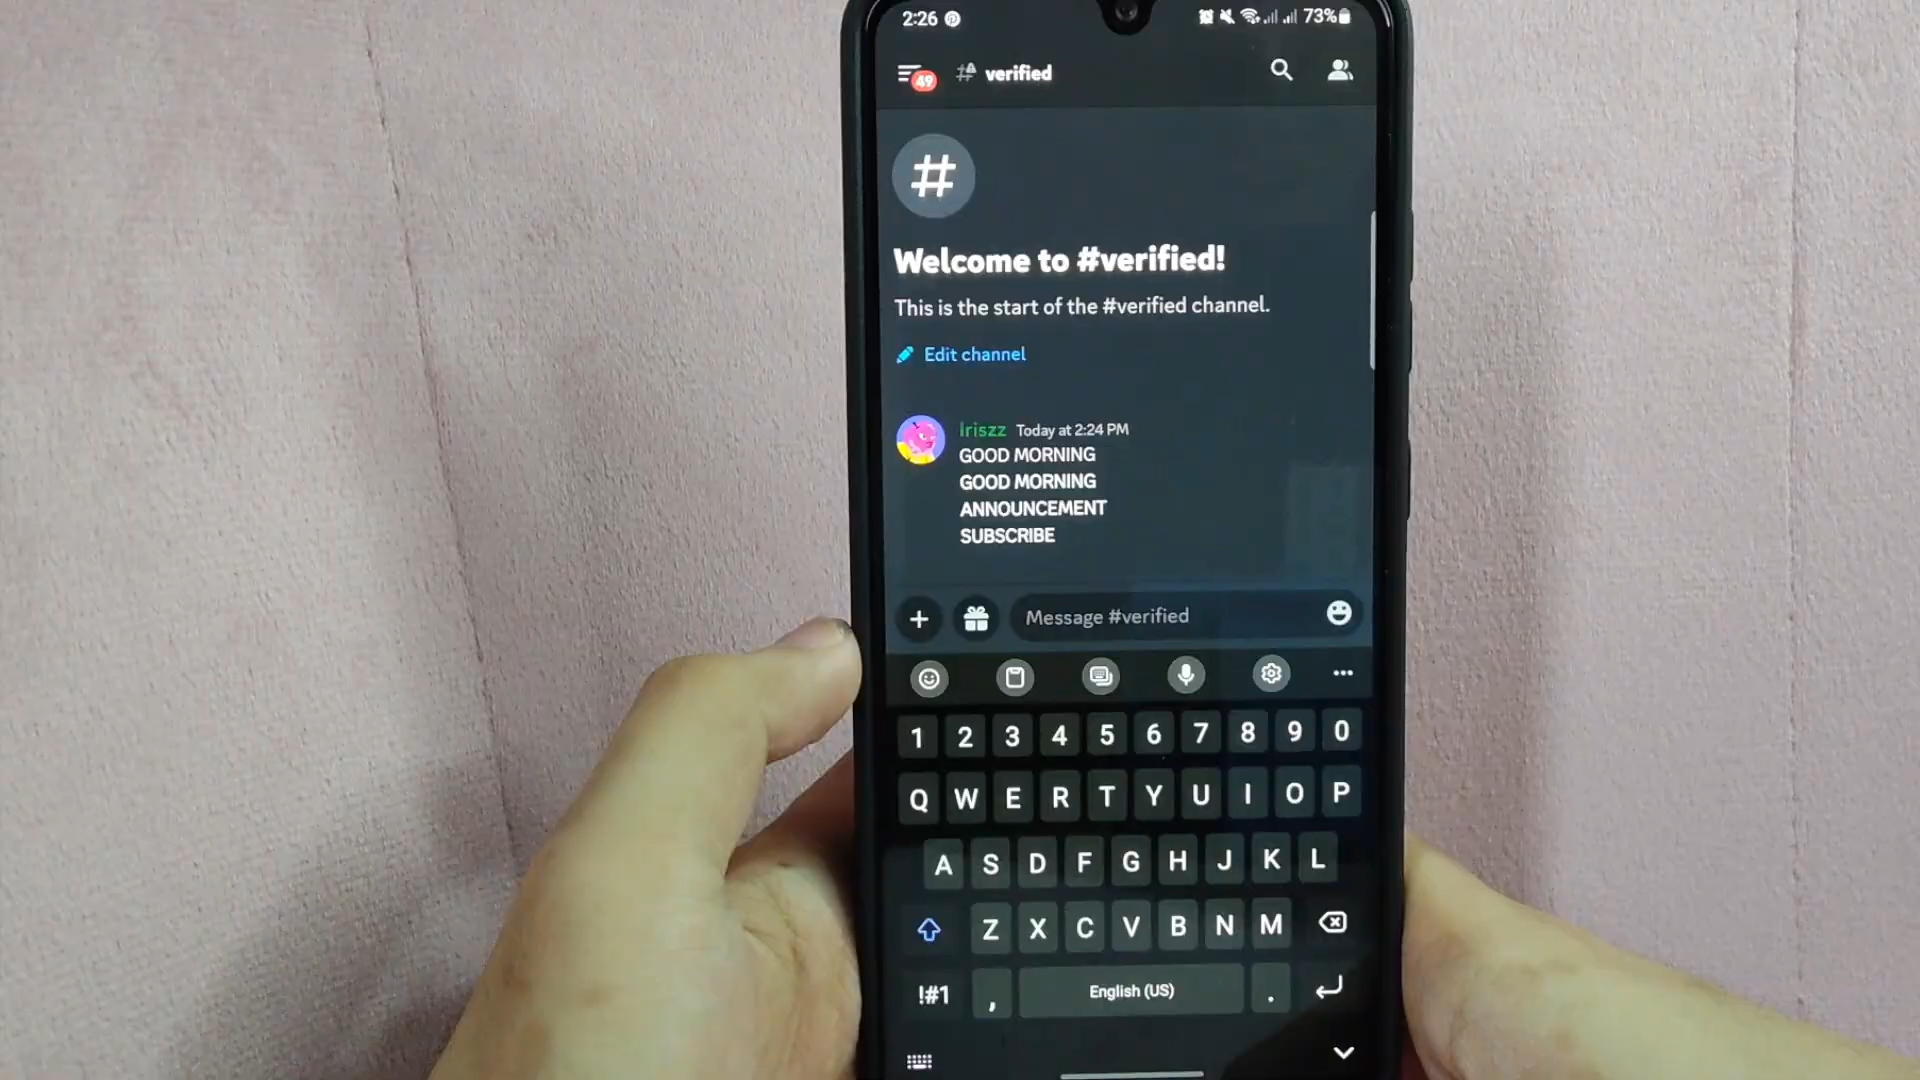 2:26 73%
49 verified
#
Welcome to #verified!
This is the start of the #verified channel.
Edit channel
Iriszz Today at 2:24 PM
GOOD MORNING
GOOD MORNING
ANNOUNCEMENT
SUBSCRIBE
Message #verified
1 2 3 4 5 6 7 8 9 0
Q W E R T Y U I O P
A S D F G H J K L
Z X C V B N M
!#1 , English (US) .